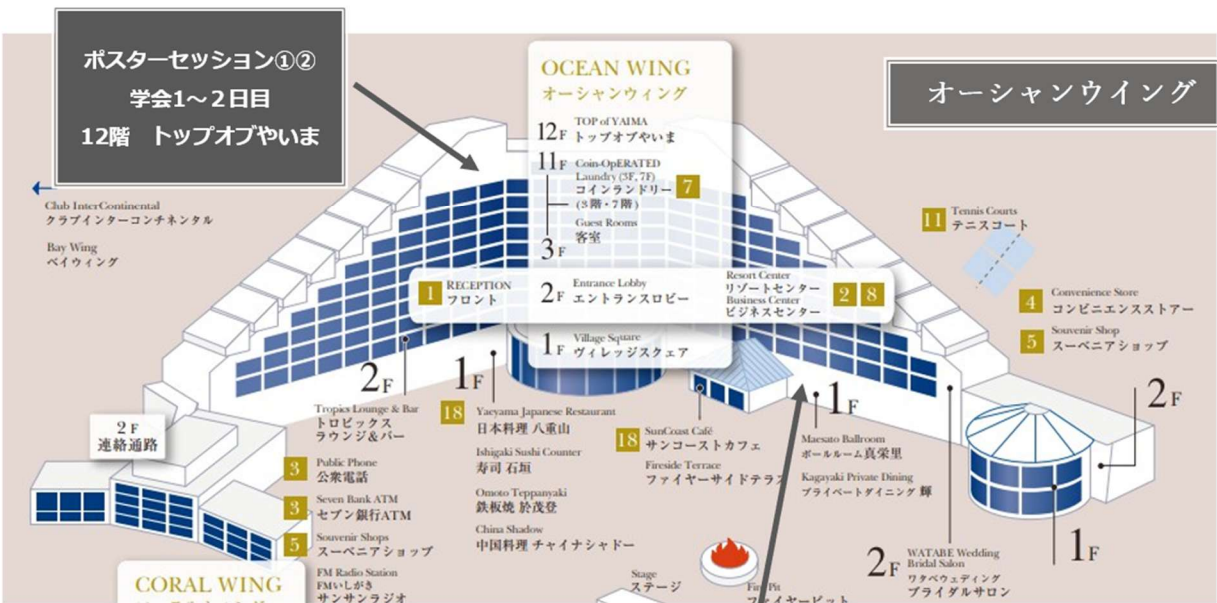 ポスターセッション①②
学会1～２日目
12階　トップオブやいま
オーシャンウイング
OCEAN WING
オーシャンウィング
12F
TOP of YAIMA
トップオブやいま
11F
Coin-OpERATED
Laundry (3F, 7F)
コインランドリー
(3階・7階)
7
Guest Rooms
客室
3F
Club InterContinental
クラブインターコンチネンタル
Bay Wing
ベイウィング
11
Tennis Courts
テニスコート
1
RECEPTION
フロント
2F
Entrance Lobby
エントランスロビー
Resort Center
リゾートセンター
Business Center
ビジネスセンター
2 8
4
Convenience Store
コンビニエンスストアー
5
Souvenir Shop
スーベニアショップ
1F
Village Square
ヴィレッジスクェア
2F
Tropics Lounge & Bar
トロピックス
ラウンジ&バー
1F
18
Yaeyama Japanese Restaurant
日本料理 八重山
Ishigaki Sushi Counter
寿司 石垣
Omoto Teppanyaki
鉄板焼 於茂登
China Shadow
中国料理 チャイナシャドー
18
SunCoast Café
サンコーストカフェ
Fireside Terrace
ファイヤーサイドテラス
1F
Maesato Ballroom
ボールルーム真栄里
Kagayaki Private Dining
プライベートダイニング 輝
2F
1F
2F
WATABE Wedding
Bridal Salon
ワタベウェディング
ブライダルサロン
2F
連絡通路
3
Public Phone
公衆電話
3
Seven Bank ATM
セブン銀行ATM
5
Souvenir Shops
スーベニアショップ
FM Radio Station
FMいしがき
サンサンラジオ
CORAL WING
Stage
ステージ
Fire Pit
ファイヤーピット